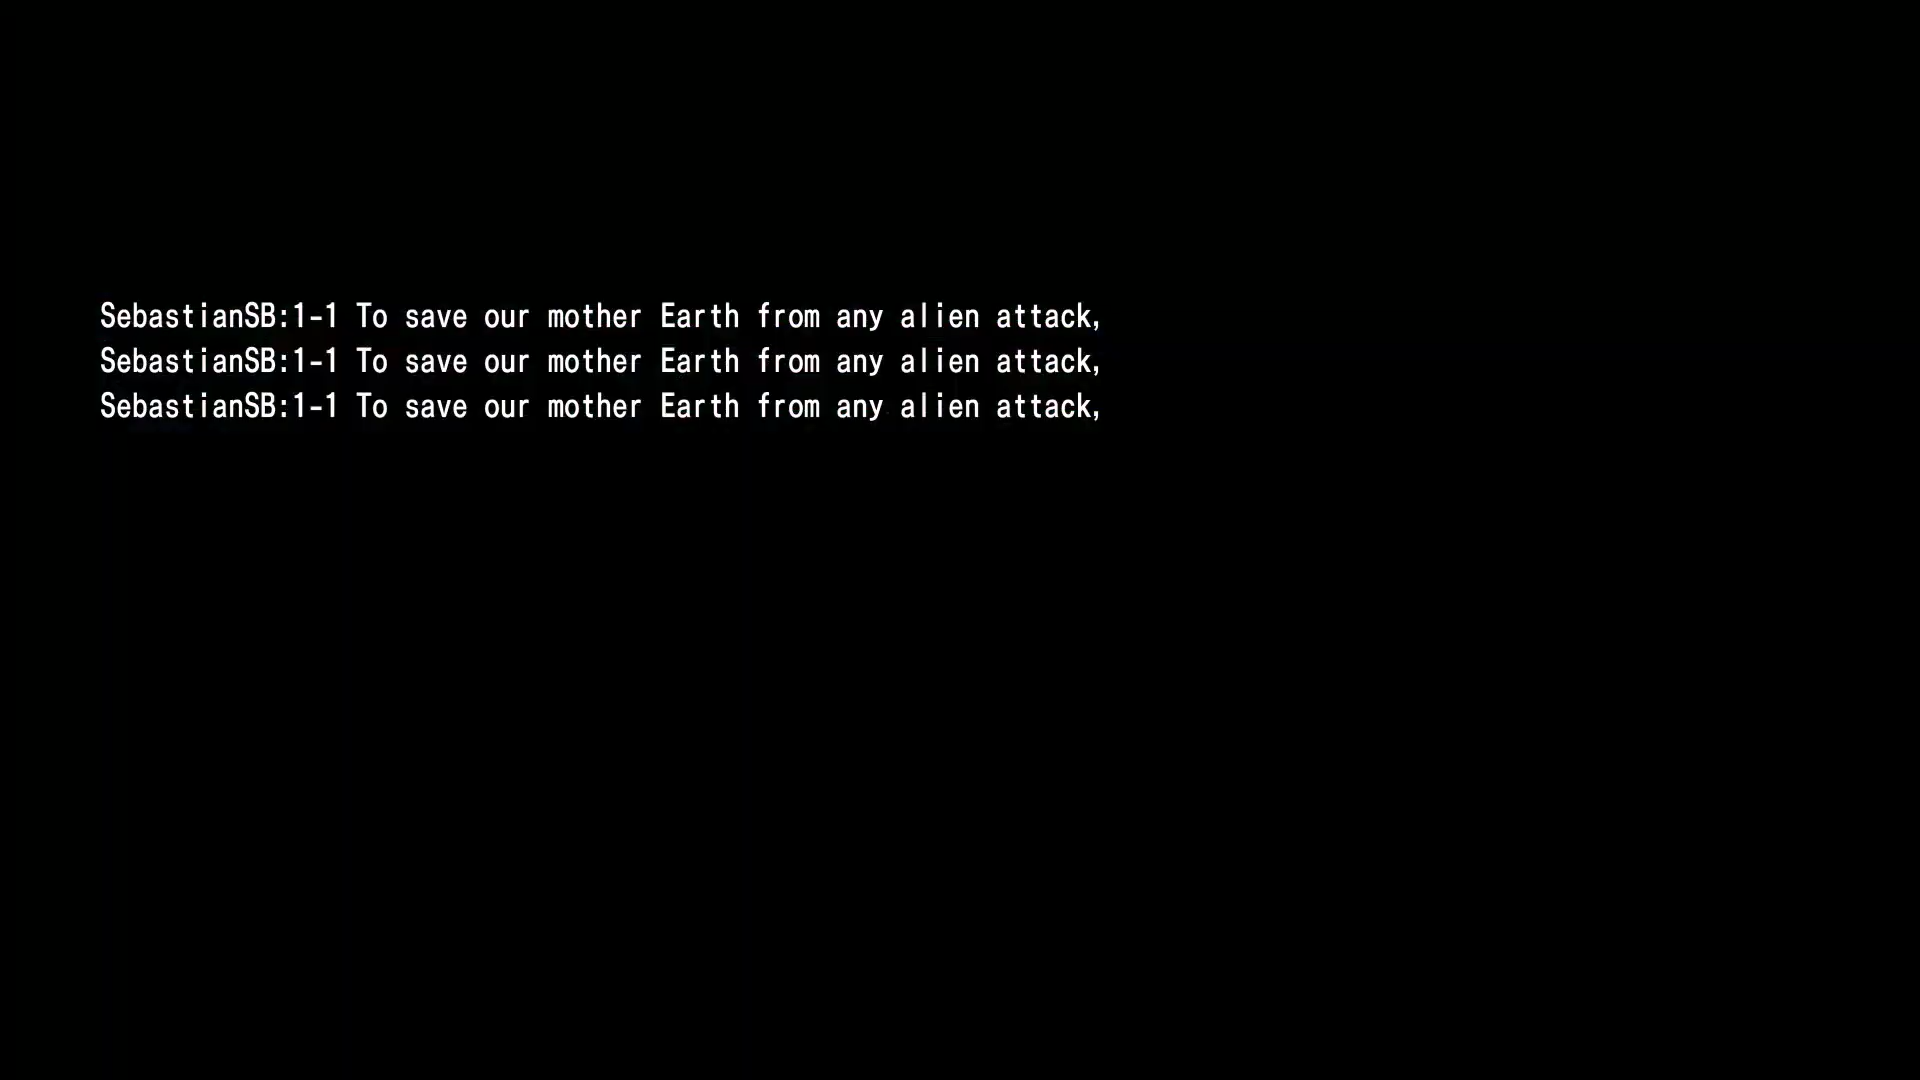 SebastianSB:1-1 To save our mother Earth from any alien attack,
SebastianSB:1-1 To save our mother Earth from any alien attack,
SebastianSB:1-1 To save our mother Earth from any alien attack,